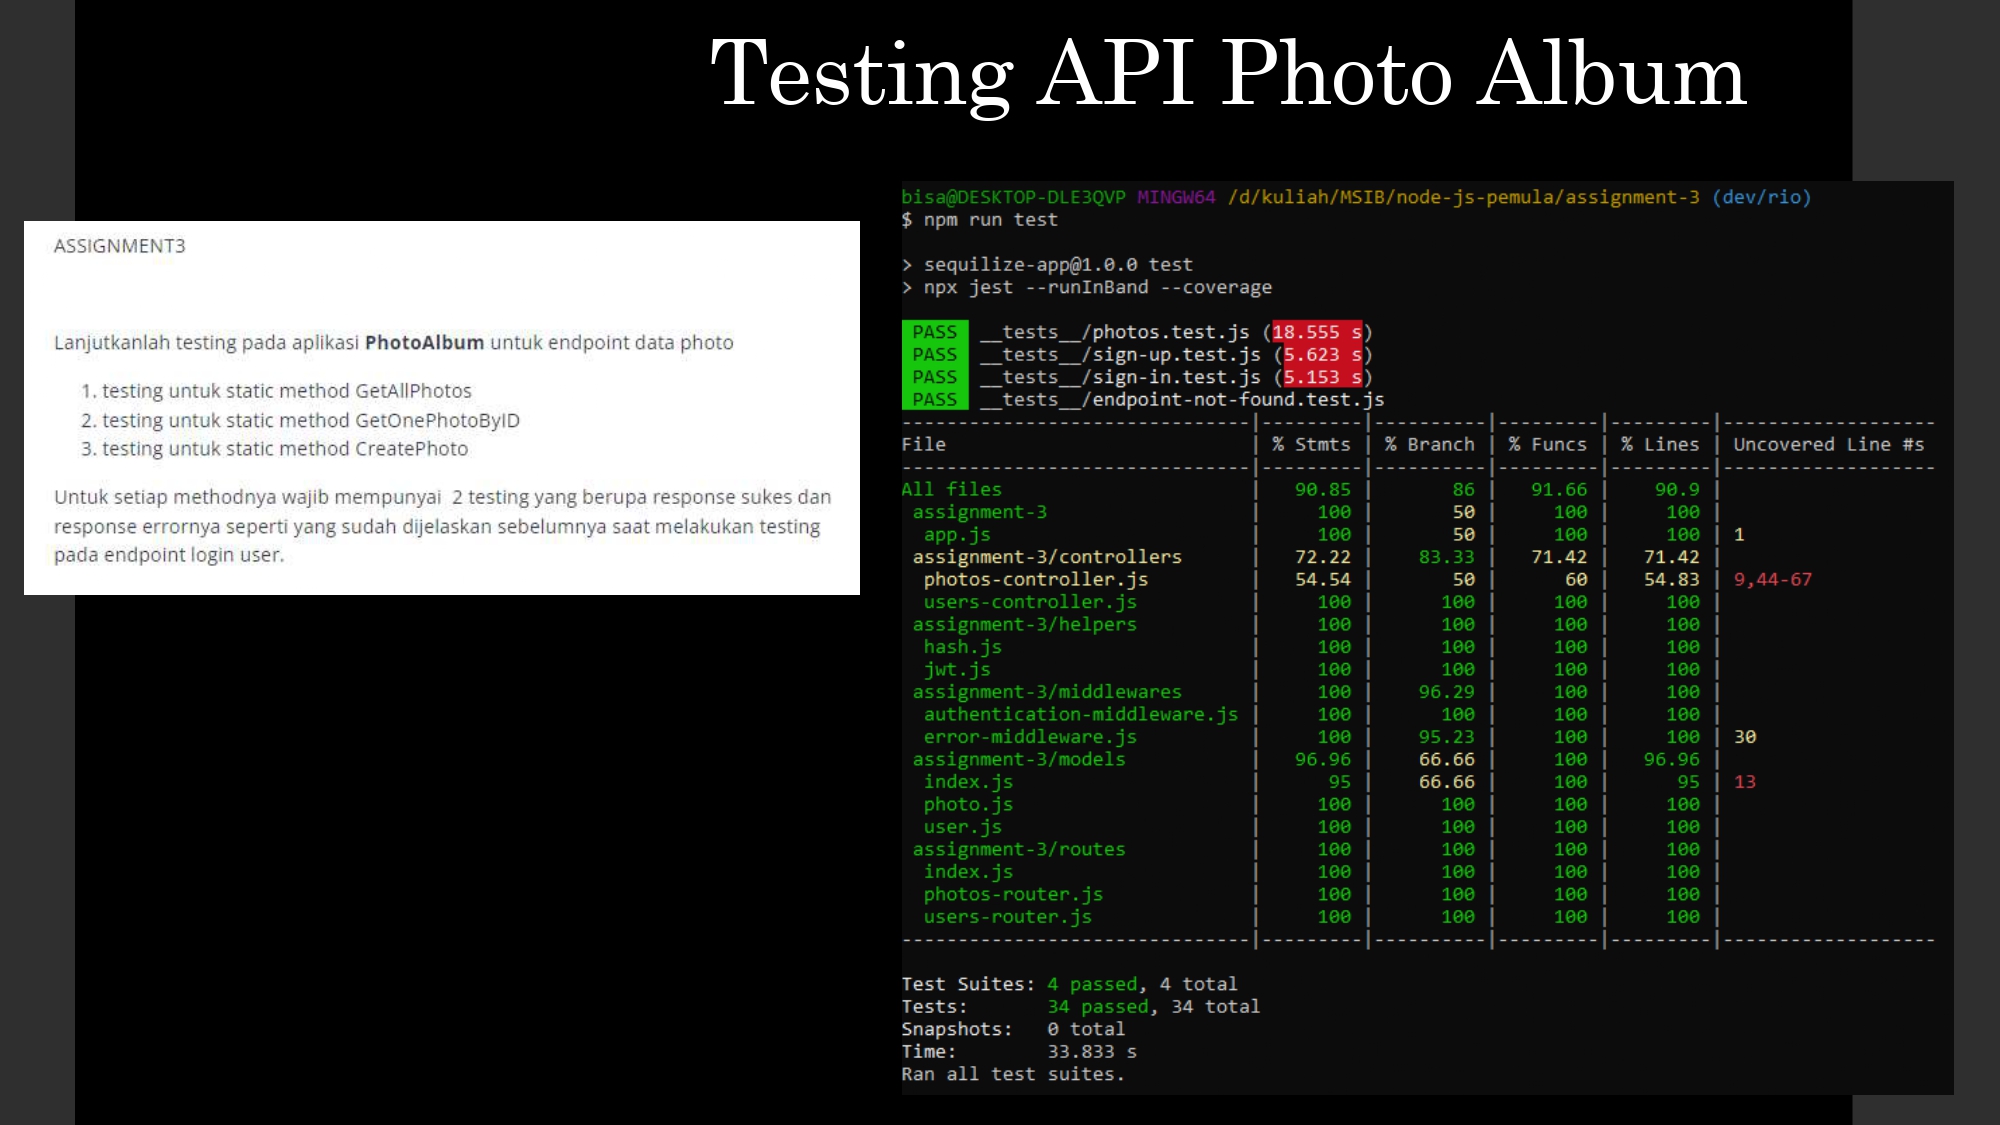 Testing API Photo Album
ASSIGNMENT3
Lanjutkanlah testing pada aplikasi PhotoAlbum untuk endpoint data photo
1. testing untuk static method GetAllPhotos
2. testing untuk static method GetOnePhotoByID
3. testing untuk static method CreatePhoto
Untuk setiap methodnya wajib mempunyai  2 testing yang berupa response sukes dan
response errornya seperti yang sudah dijelaskan sebelumnya saat melakukan testing
pada endpoint login user.
bisa@DESKTOP-DLE3QVP MINGW64 /d/kuliah/MSIB/node-js-pemula/assignment-3 (dev/rio)
$ npm run test
> sequilize-app@1.0.0 test
> npx jest --runInBand --coverage
PASS __tests__/photos.test.js (18.555 s)
PASS __tests__/sign-up.test.js (5.623 s)
PASS __tests__/sign-in.test.js (5.153 s)
PASS __tests__/endpoint-not-found.test.js
-------------------------------|---------|----------|---------|---------|-------------------
File                           | % Stmts | % Branch | % Funcs | % Lines | Uncovered Line #s
-------------------------------|---------|----------|---------|---------|-------------------
All files                      |   90.85 |       86 |   91.66 |    90.9 |
 assignment-3                  |     100 |       50 |     100 |     100 |
  app.js                       |     100 |       50 |     100 |     100 | 1
 assignment-3/controllers      |   72.22 |    83.33 |   71.42 |   71.42 |
  photos-controller.js         |   54.54 |       50 |      60 |   54.83 | 9,44-67
  users-controller.js          |     100 |      100 |     100 |     100 |
 assignment-3/helpers          |     100 |      100 |     100 |     100 |
  hash.js                      |     100 |      100 |     100 |     100 |
  jwt.js                       |     100 |      100 |     100 |     100 |
 assignment-3/middlewares      |     100 |    96.29 |     100 |     100 |
  authentication-middleware.js |     100 |      100 |     100 |     100 |
  error-middleware.js          |     100 |    95.23 |     100 |     100 | 30
 assignment-3/models           |   96.96 |    66.66 |     100 |   96.96 |
  index.js                     |      95 |    66.66 |     100 |      95 | 13
  photo.js                     |     100 |      100 |     100 |     100 |
  user.js                      |     100 |      100 |     100 |     100 |
 assignment-3/routes           |     100 |      100 |     100 |     100 |
  index.js                     |     100 |      100 |     100 |     100 |
  photos-router.js             |     100 |      100 |     100 |     100 |
  users-router.js              |     100 |      100 |     100 |     100 |
-------------------------------|---------|----------|---------|---------|-------------------
Test Suites: 4 passed, 4 total
Tests:       34 passed, 34 total
Snapshots:   0 total
Time:        33.833 s
Ran all test suites.